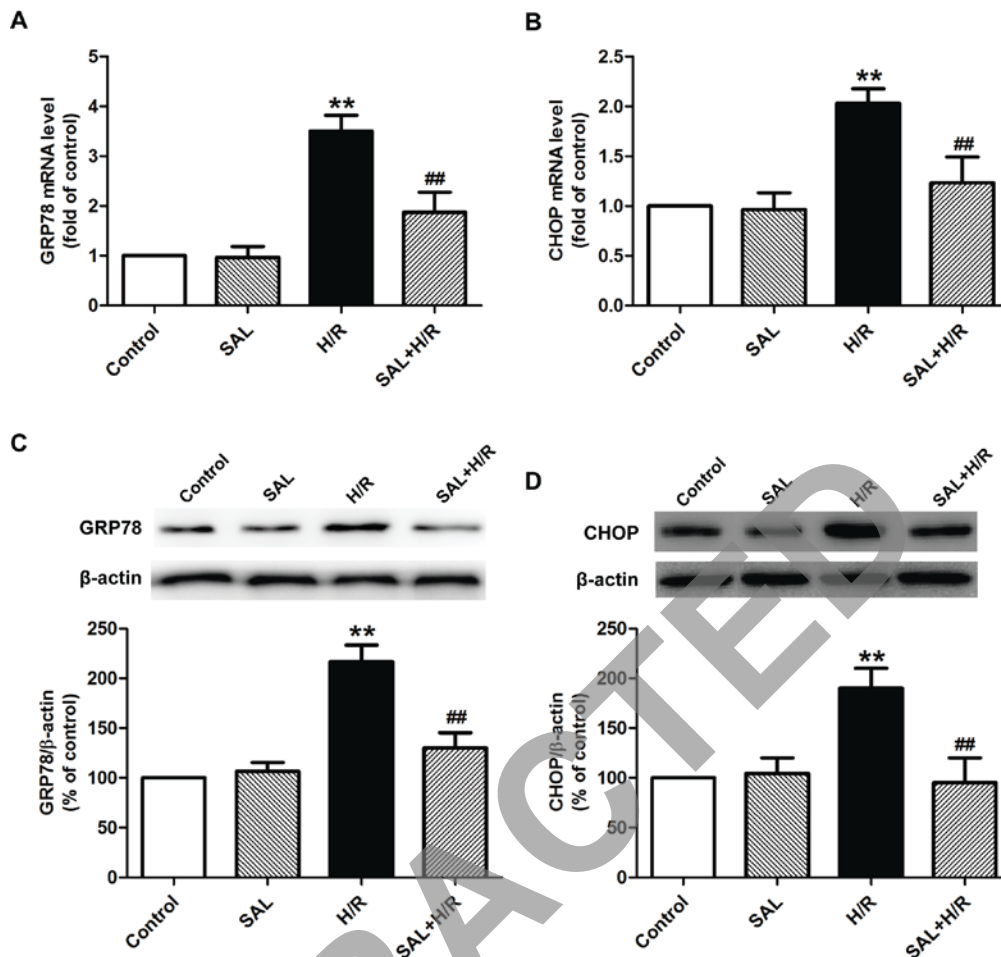 A
GRP78 mRNA level
(fold of control)
5
4
3
2
1
0
**
##
Control
SAL
H/R
SAL+H/R
B
CHOP mRNA level
(fold of control)
2.5
2.0
1.5
1.0
0.5
0.0
**
##
Control
SAL
H/R
SAL+H/R
C
Control
SAL
H/R
SAL+H/R
GRP78
β-actin
GRP78/β-actin
(% of control)
250
200
150
100
50
0
**
##
Control
SAL
H/R
SAL+H/R
D
Control
SAL
H/R
SAL+H/R
CHOP
β-actin
CHOP/β-actin
(% of control)
250
200
150
100
50
0
**
##
Control
SAL
H/R
SAL+H/R
RACTED